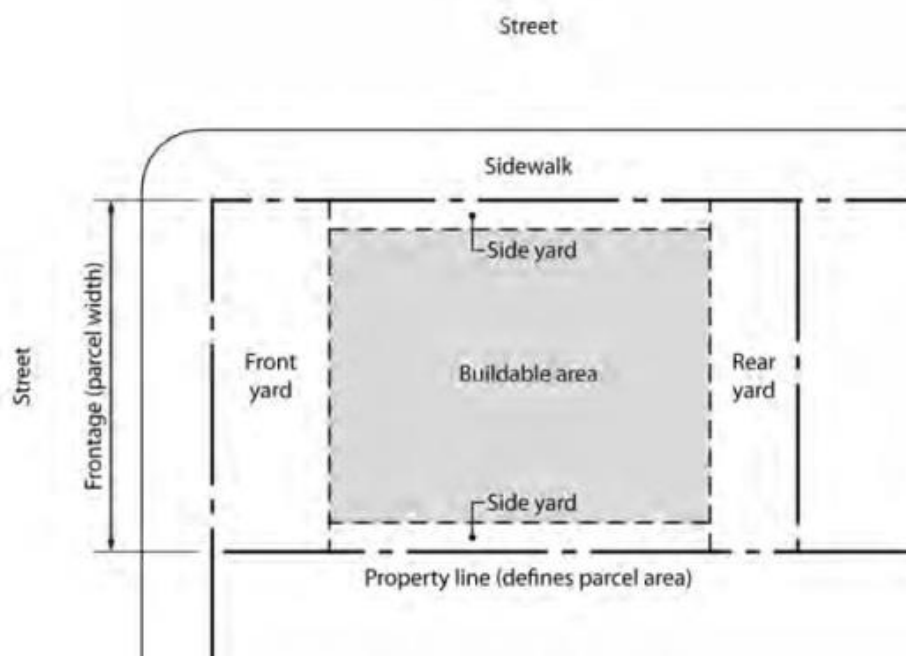 Street
Sidewalk
Side yard
Street
Frontage (parcel width)
Front
yard
Buildable area
Rear
yard
Side yard
Property line (defines parcel area)